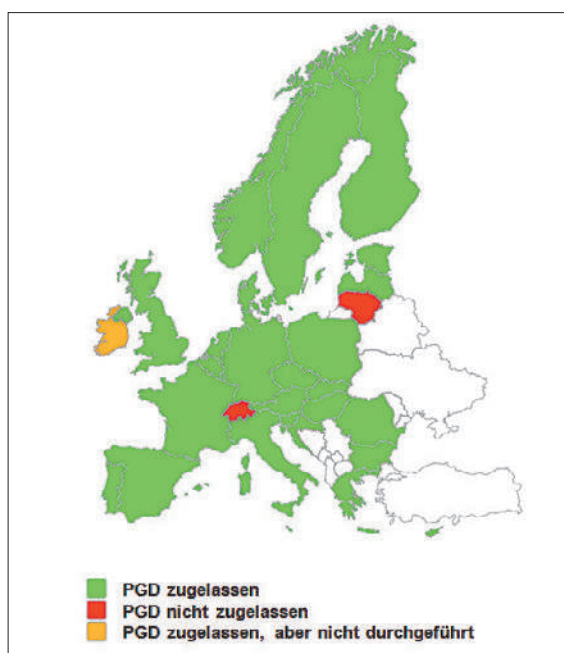 PGD zugelassen
PGD nicht zugelassen
PGD zugelassen, aber nicht durchgeführt